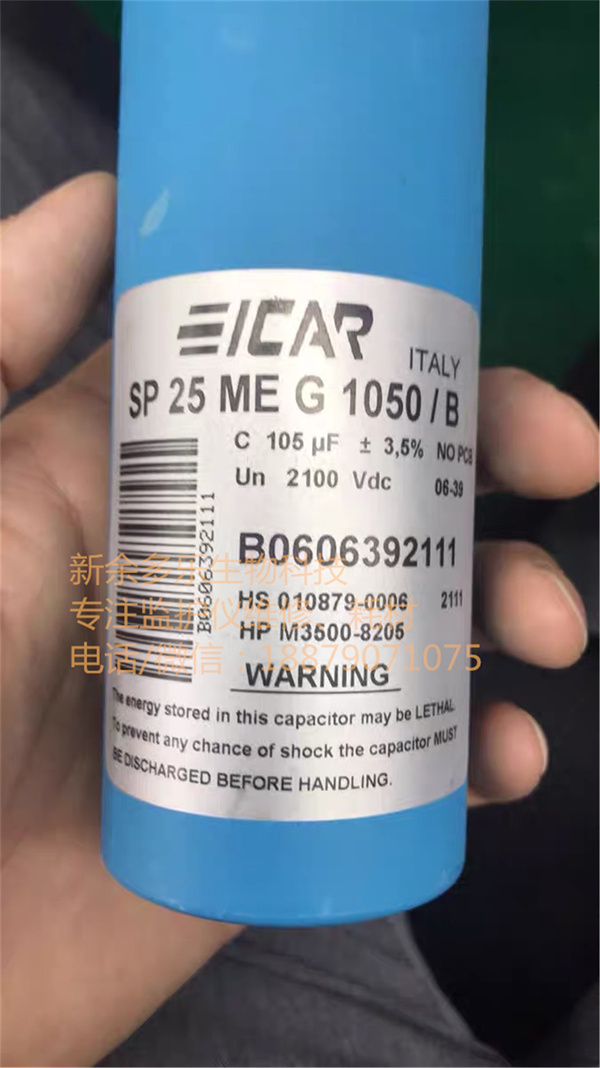 ICAR
ITALY
SP 25 ME G 1050 / B
C 105 µF ± 3,5% NO PCB
Un 2100 Vdc 06-39
B0606392111
B0606392111
新余多乐生物科技
HS 010879-0006 2111
专注监护仪维修、耗材
HP M3500-8205
电话/微信：18879071075
WARNING
The energy stored in this capacitor may be LETHAL
To prevent any chance of shock the capacitor MUST
BE DISCHARGED BEFORE HANDLING.